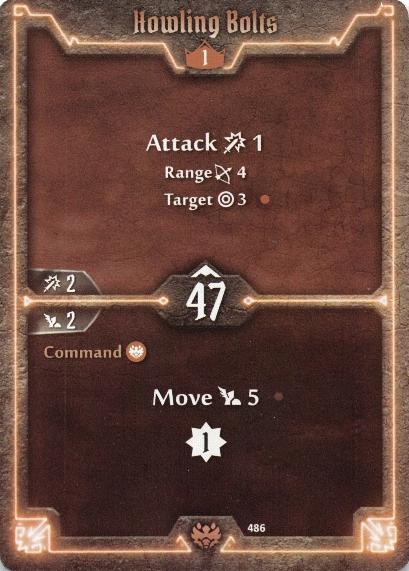 Howling Bolts
1
Attack 1
Range 4
Target 3
2
47
2
Command
Move 5
1
486